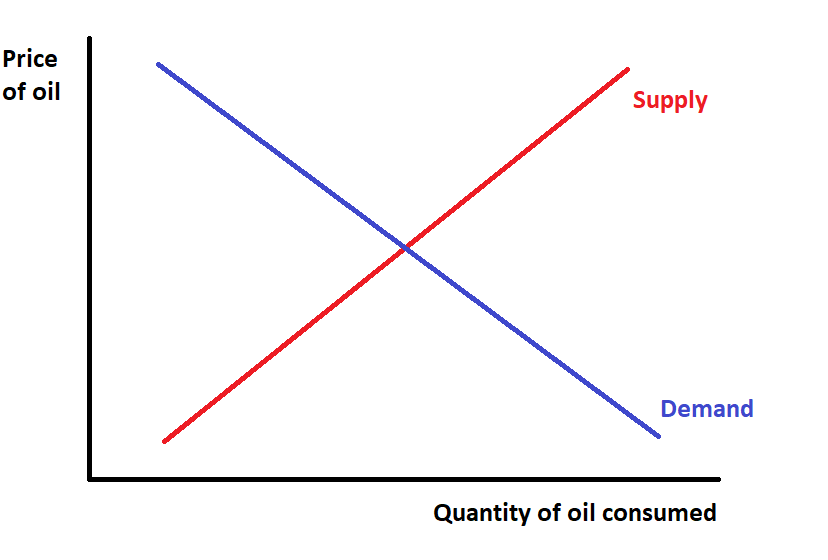 Price
of oil
Supply
Demand
Quantity of oil consumed